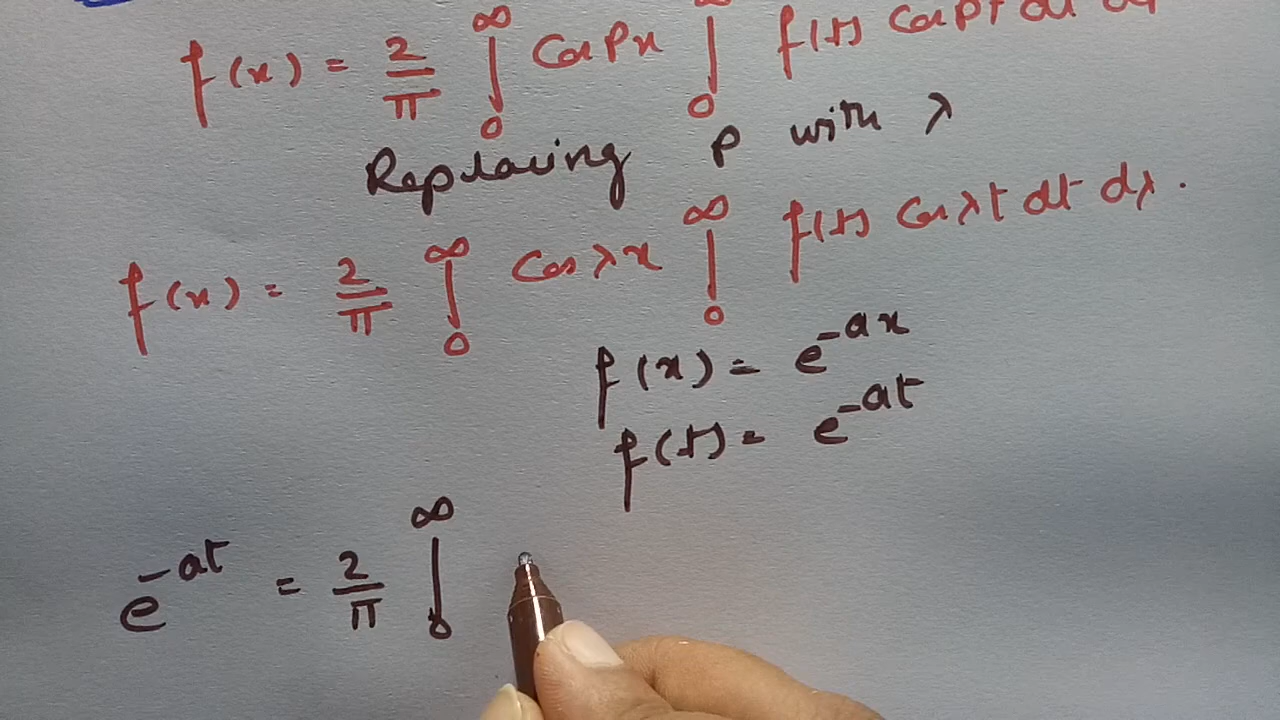 f(x) = 2/π ∫₀^∞ Cos Px ∫₀^∞ f(t) Cos Pt dt
Replacing P with λ
f(x) = 2/π ∫₀^∞ Cos λx ∫₀^∞ f(t) Cos λt dt dλ.
f(x) = e^-ax
f(t) = e^-at
e^-at = 2/π ∫₀^∞